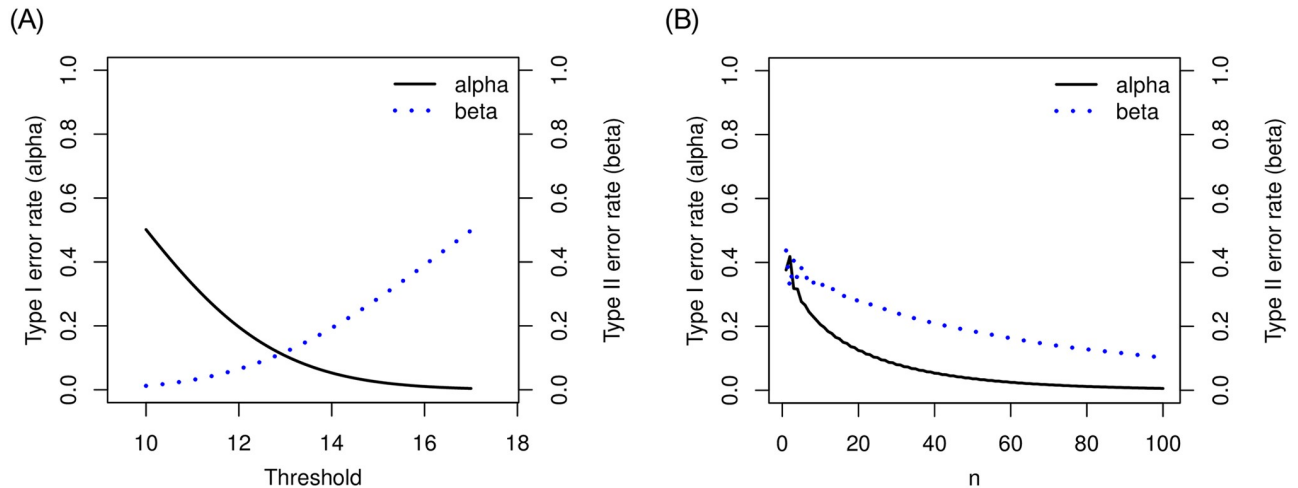 (A)
Type I error rate (alpha)
0.0 0.2 0.4 0.6 0.8 1.0
alpha
beta
0.0 0.2 0.4 0.6 0.8 1.0
Type II error rate (beta)
10 12 14 16 18
Threshold
(B)
Type I error rate (alpha)
0.0 0.2 0.4 0.6 0.8 1.0
alpha
beta
0.0 0.2 0.4 0.6 0.8 1.0
Type II error rate (beta)
0 20 40 60 80 100
n